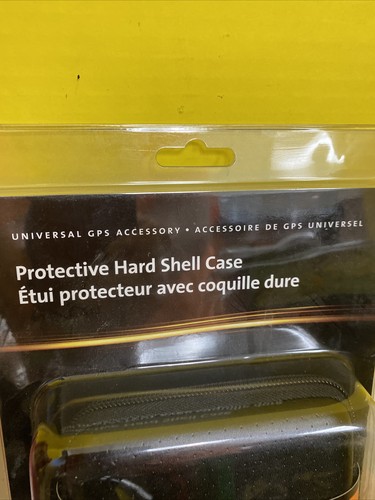 UNIVERSAL GPS ACCESSORY • ACCESSOIRE DE GPS UNIVERSEL
Protective Hard Shell Case
Étui protecteur avec coquille dure